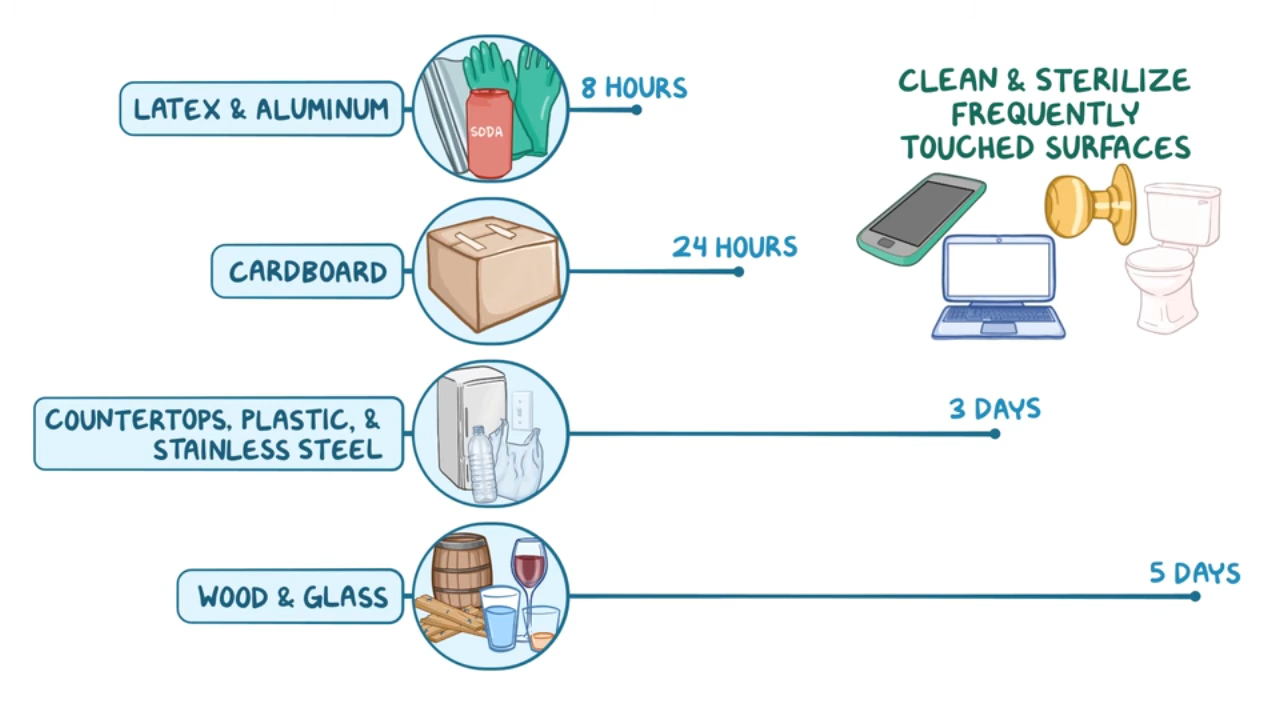 LATEX & ALUMINUM
SODA
8 HOURS
CLEAN & STERILIZE
FREQUENTLY
TOUCHED SURFACES
CARDBOARD
24 HOURS
COUNTERTOPS, PLASTIC, &
STAINLESS STEEL
3 DAYS
WOOD & GLASS
5 DAYS